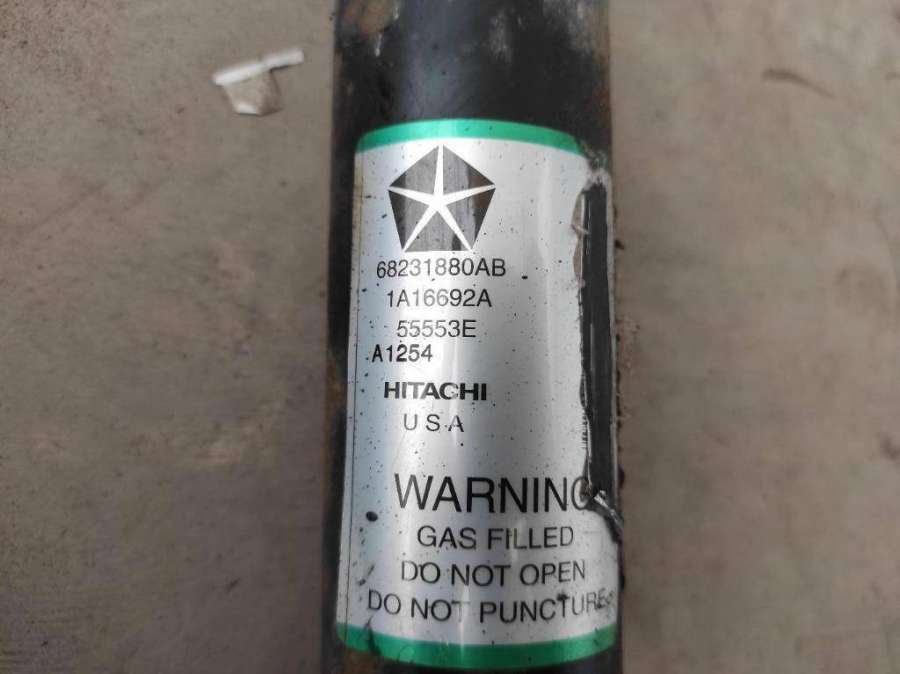 68231880AB
1A16692A
55553E
A1254
HITACHI
USA
WARNING
GAS FILLED
DO NOT OPEN
DO NOT PUNCTURE